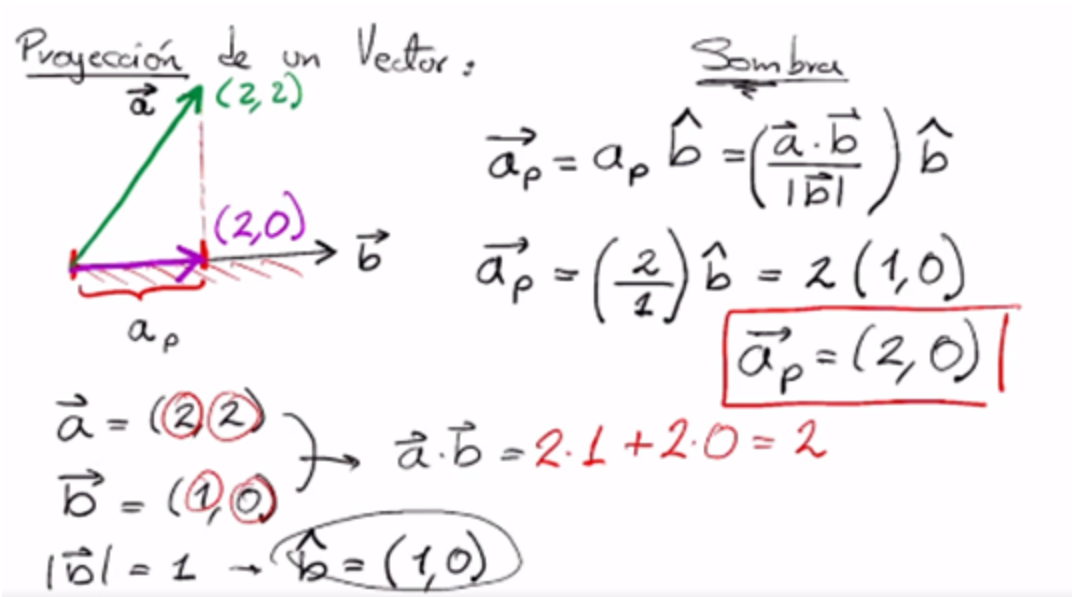 Proyección de un Vector:
Sombra
a⃗ (2,2)
(2,0)
b⃗
aₚ
a⃗ₚ = aₚ b̂ = (a⃗·b⃗ / |b⃗|) b̂
a⃗ₚ = (2/1) b̂ = 2 (1,0)
a⃗ₚ = (2,0)
a⃗ = (2,2)
b⃗ = (1,0)
a⃗·b⃗ = 2·1 + 2·0 = 2
|b⃗| = 1 → b̂ = (1,0)